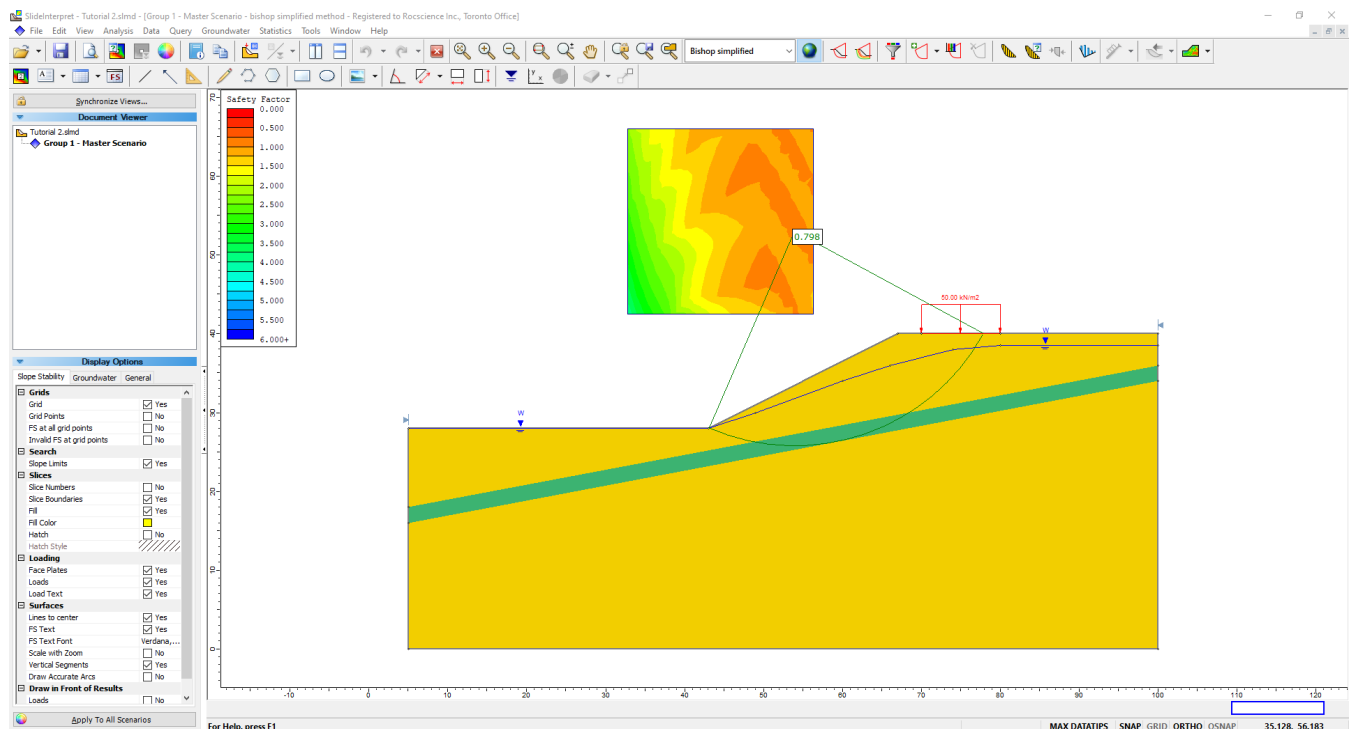 SlideInterpret - Tutorial 2.slmd - [Group 1 - Master Scenario - bishop simplified method - Registered to Rocscience Inc., Toronto Office]
File Edit View Analysis Data Query Groundwater Statistics Tools Window Help
Bishop simplified
A FS
Y X
Synchronize Views...
Document Viewer
Tutorial 2.slmd
Group 1 - Master Scenario
Display Options
Slope Stability Groundwater General
Grids
Grid Yes
Grid Points No
FS at all grid points No
Invalid FS at grid points No
Search
Slope Limits Yes
Slices
Slice Numbers No
Slice Boundaries Yes
Fill Yes
Fill Color
Hatch No
Hatch Style
Loading
Face Plates Yes
Loads Yes
Load Text Yes
Surfaces
Lines to center Yes
FS Text Yes
FS Text Font Verdana,...
Scale with Zoom No
Vertical Segments Yes
Draw Accurate Arcs No
Draw in Front of Results
Loads No
Apply To All Scenarios
Safety Factor
0.000
0.500
1.000
1.500
2.000
2.500
3.000
3.500
4.000
4.500
5.000
5.500
6.000+
70
60
50
40
30
20
10
0
0.798
50.00 kN/m2
W
W
-10 0 10 20 30 40 50 60 70 80 90 100 110 120
For Help, press F1
MAX DATATIPS SNAP GRID ORTHO OSNAP 35.128, 56.183